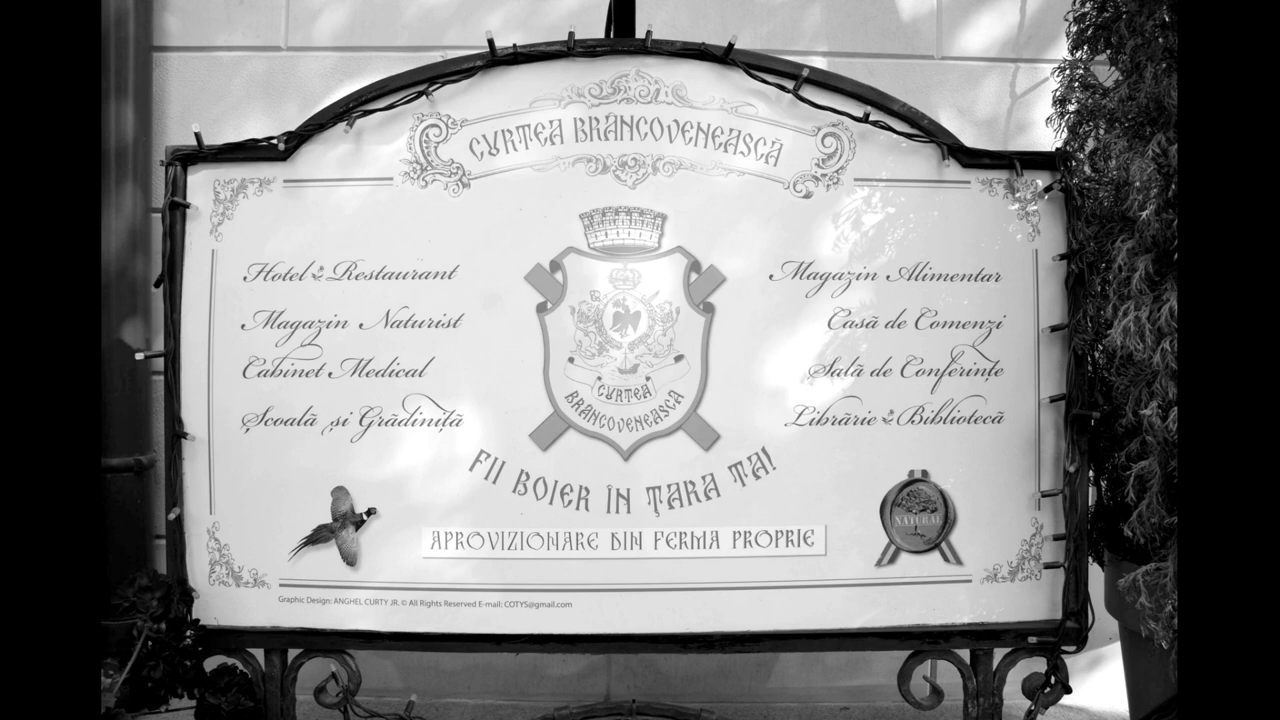 CURTEA BRÂNCOVENEASCĂ
Hotel Restaurant
Magazin Naturist
Cabinet Medical
Școală și Grădiniță
CURTEA
BRÂNCOVENEASCĂ
Magazin Alimentar
Casă de Comenzi
Sală de Conferințe
Librărie Bibliotecă
FII BOIER ÎN ȚARA TA!
NATURAL
APROVIZIONARE DIN FERMA PROPRIE
Graphic Design: ANGHEL CURTY JR. © All Rights Reserved E-mail: COTYS@gmail.com